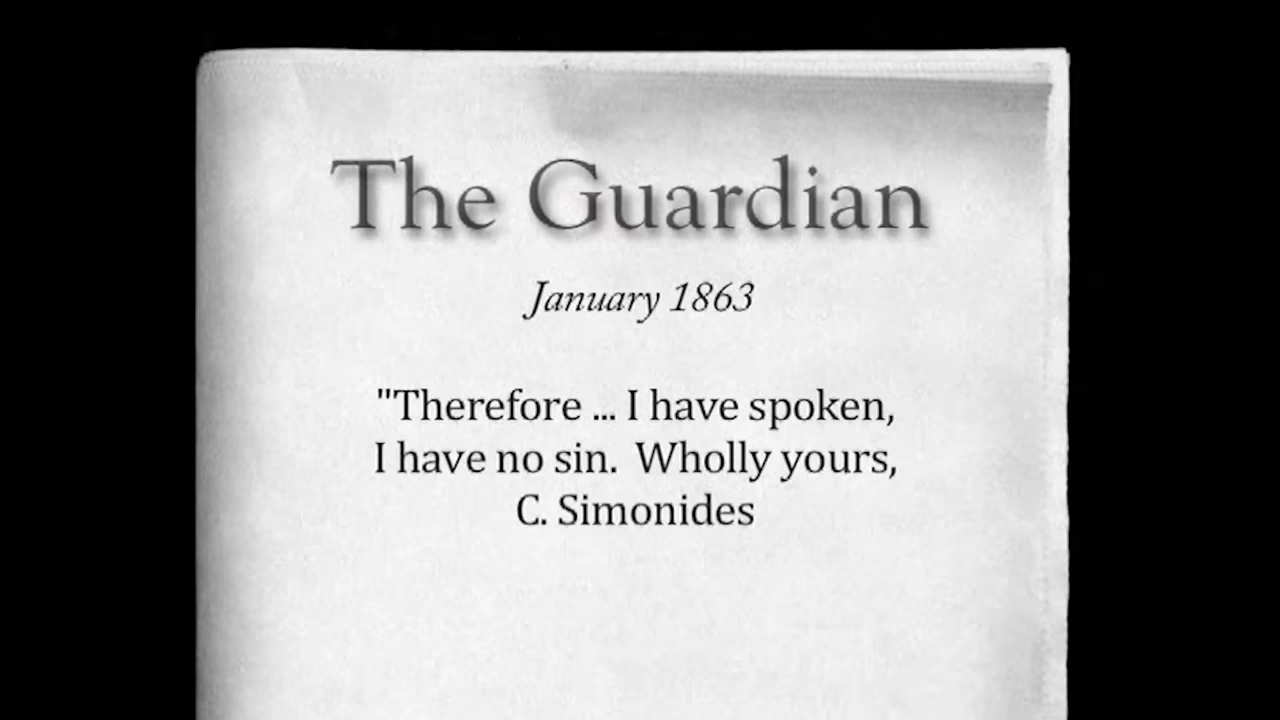 The Guardian
January 1863
"Therefore ... I have spoken,
I have no sin.  Wholly yours,
C. Simonides